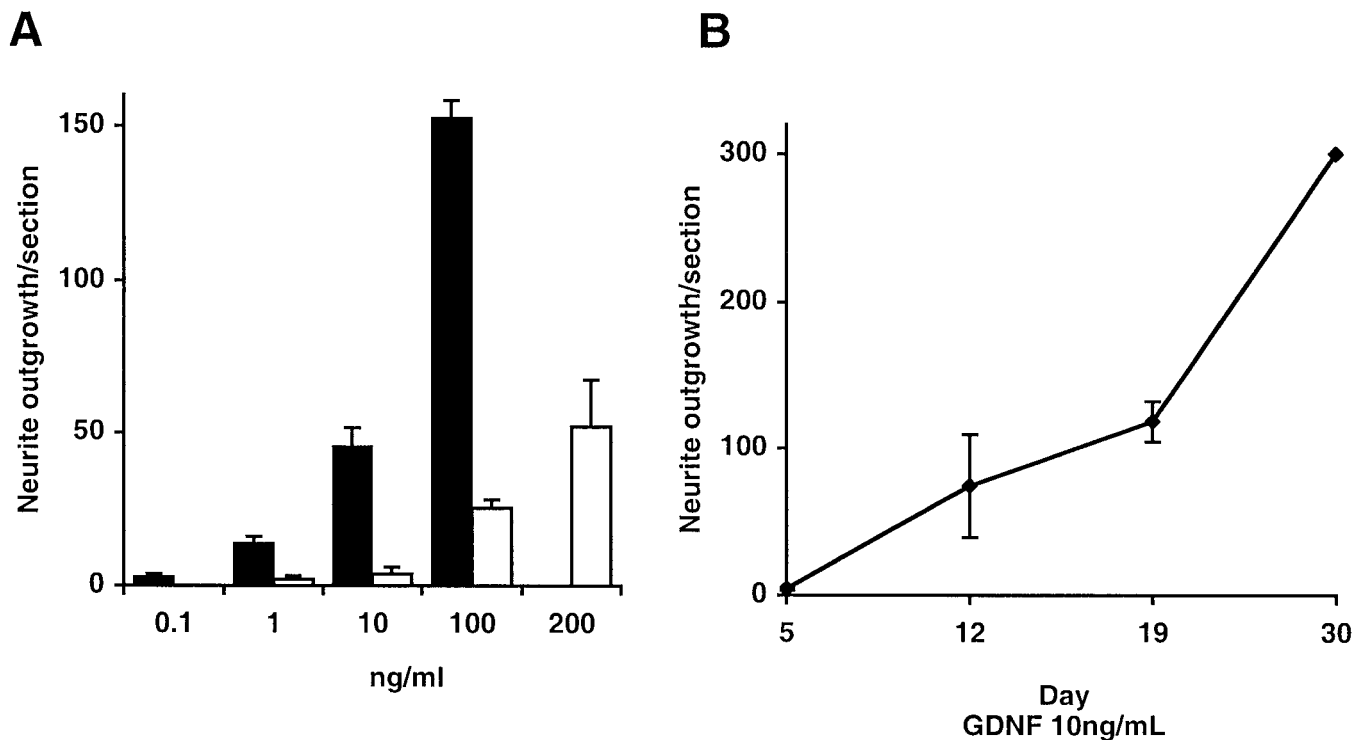 A
Neurite outgrowth/section
150
100
50
0
0.1 1 10 100 200
ng/ml
B
Neurite outgrowth/section
300
200
100
0
5 12 19 30
Day
GDNF 10ng/mL